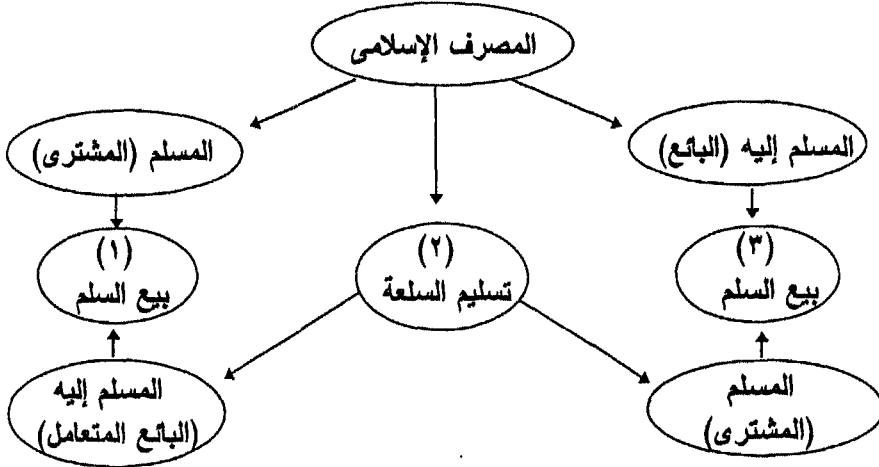 المصرف الإسلامى
المسلم إليه (البائع)
المسلم (المشترى)
(٣)
بيع السلم
(٢)
تسليم السلعة
(١)
بيع السلم
المسلم
(المشترى)
المسلم إليه
(البائع المتعامل)